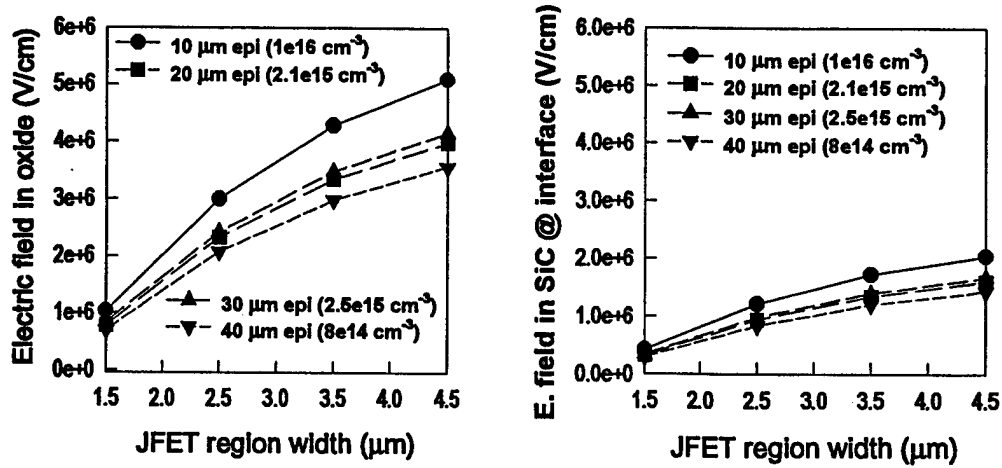 Electric field in oxide (V/cm)
6e+6
5e+6
4e+6
3e+6
2e+6
1e+6
0e+0
10 μm epi (1e16 cm-3)
20 μm epi (2.1e15 cm-3)
30 μm epi (2.5e15 cm-3)
40 μm epi (8e14 cm-3)
1.5 2.0 2.5 3.0 3.5 4.0 4.5
JFET region width (μm)
E. field in SiC @ interface (V/cm)
6.0e+6
5.0e+6
4.0e+6
3.0e+6
2.0e+6
1.0e+6
0.0e+0
10 μm epi (1e16 cm-3)
20 μm epi (2.1e15 cm-3)
30 μm epi (2.5e15 cm-3)
40 μm epi (8e14 cm-3)
1.5 2.0 2.5 3.0 3.5 4.0 4.5
JFET region width (μm)